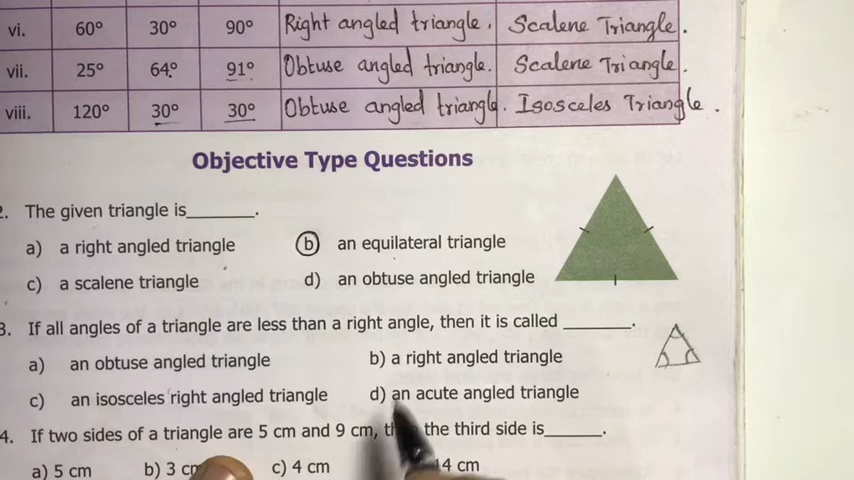 vi. 60° 30° 90° Right angled triangle. Scalene Triangle.
vii. 25° 64° 91° Obtuse angled triangle. Scalene Triangle.
viii. 120° 30° 30° Obtuse angled triangle. Isosceles Triangle.
Objective Type Questions
2. The given triangle is_______.
a) a right angled triangle b an equilateral triangle
c) a scalene triangle d) an obtuse angled triangle
3. If all angles of a triangle are less than a right angle, then it is called _______.
a) an obtuse angled triangle b) a right angled triangle
c) an isosceles right angled triangle d) an acute angled triangle
4. If two sides of a triangle are 5 cm and 9 cm, the third side is______.
a) 5 cm b) 3 c) 4 cm 14 cm